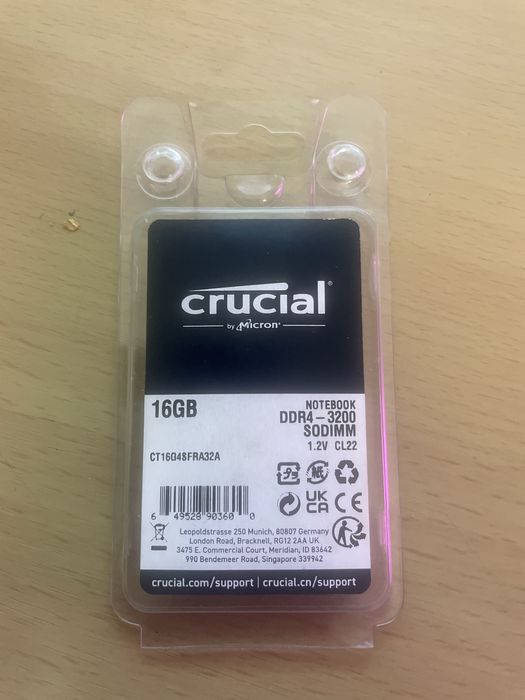 crucial
by Micron
16GB
NOTEBOOK
DDR4-3200
SODIMM
1.2V CL22
CT16G48FRA32A
UK
CA
CE
6 49528 90360 0
Leopoldstrasse 250 Munich, 80807 Germany
London Road, Bracknell, RG12 2AA UK
3475 E. Commercial Court, Meridian, ID 83642
990 Bendemeer Road, Singapore 339942
crucial.com/support | crucial.cn/support